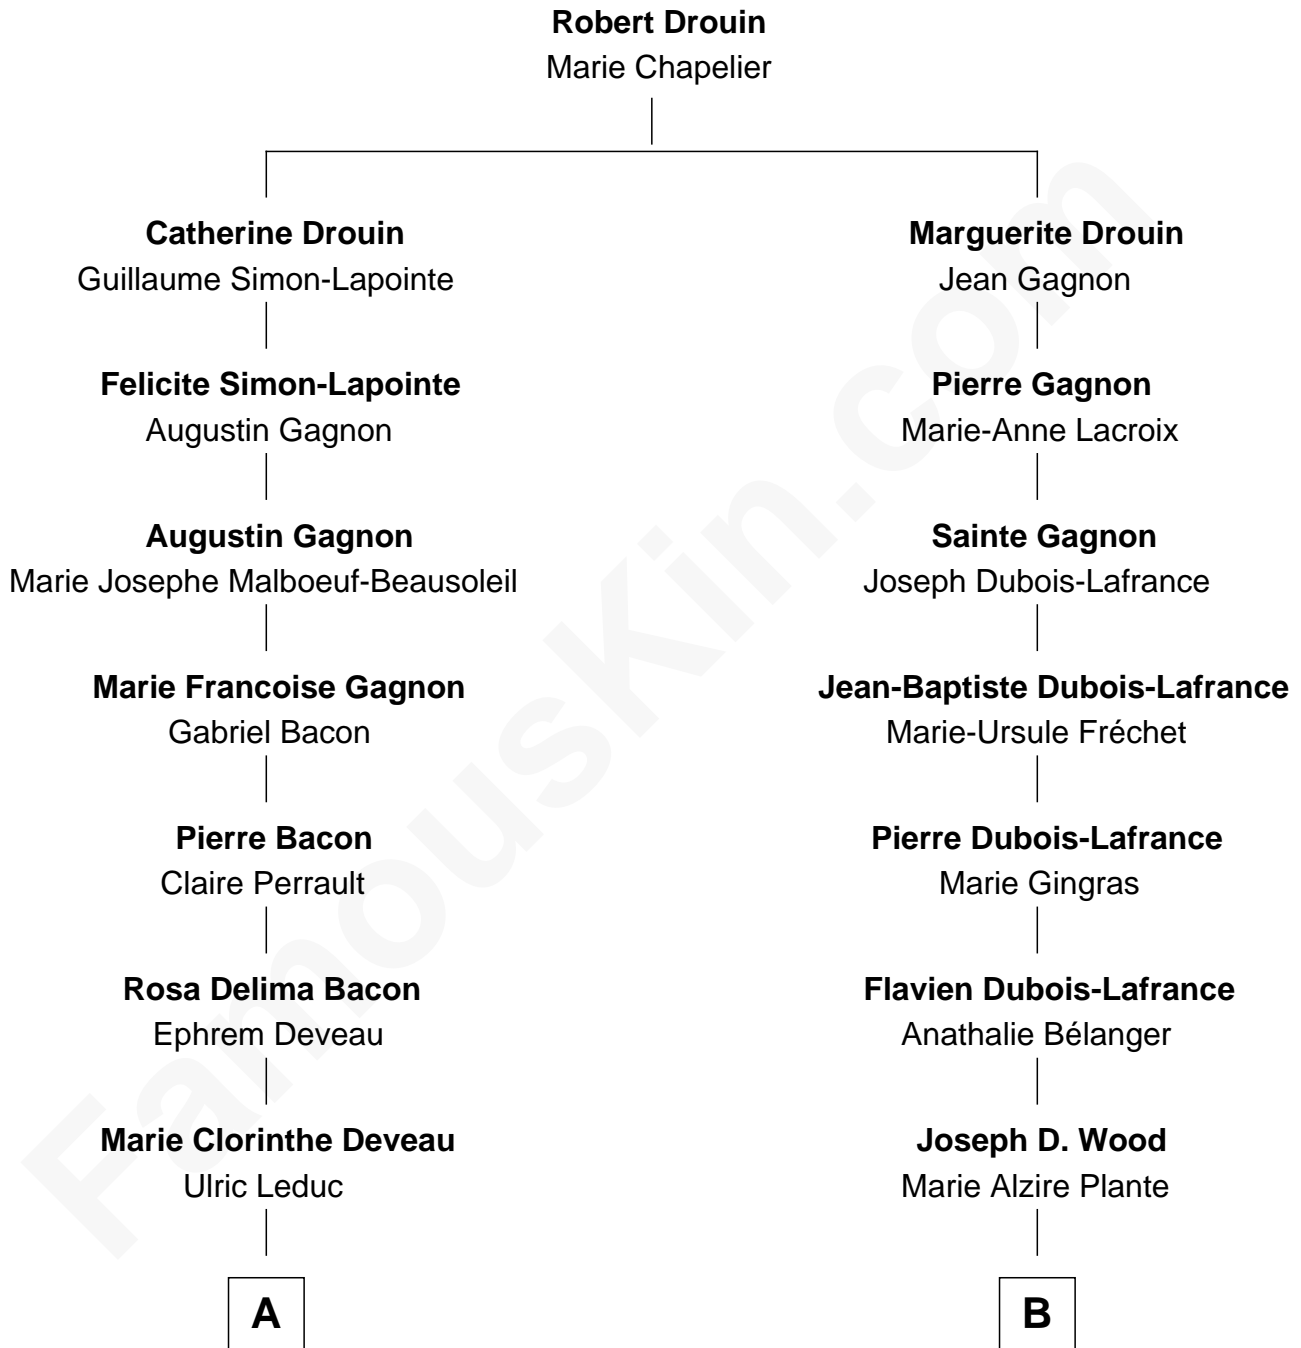 Robert Drouin
Marie Chapelier
Catherine Drouin
Guillaume Simon-Lapointe
Marguerite Drouin
Jean Gagnon
Felicite Simon-Lapointe
Augustin Gagnon
Pierre Gagnon
Marie-Anne Lacroix
Augustin Gagnon
Marie Josephe Malboeuf-Beausoleil
Sainte Gagnon
Joseph Dubois-Lafrance
Marie Francoise Gagnon
Gabriel Bacon
Jean-Baptiste Dubois-Lafrance
Marie-Ursule Fréchet
Pierre Bacon
Claire Perrault
Pierre Dubois-Lafrance
Marie Gingras
Rosa Delima Bacon
Ephrem Deveau
Flavien Dubois-Lafrance
Anathalie Bélanger
Marie Clorinthe Deveau
Ulric Leduc
Joseph D. Wood
Marie Alzire Plante
A
B
FamousKin.com